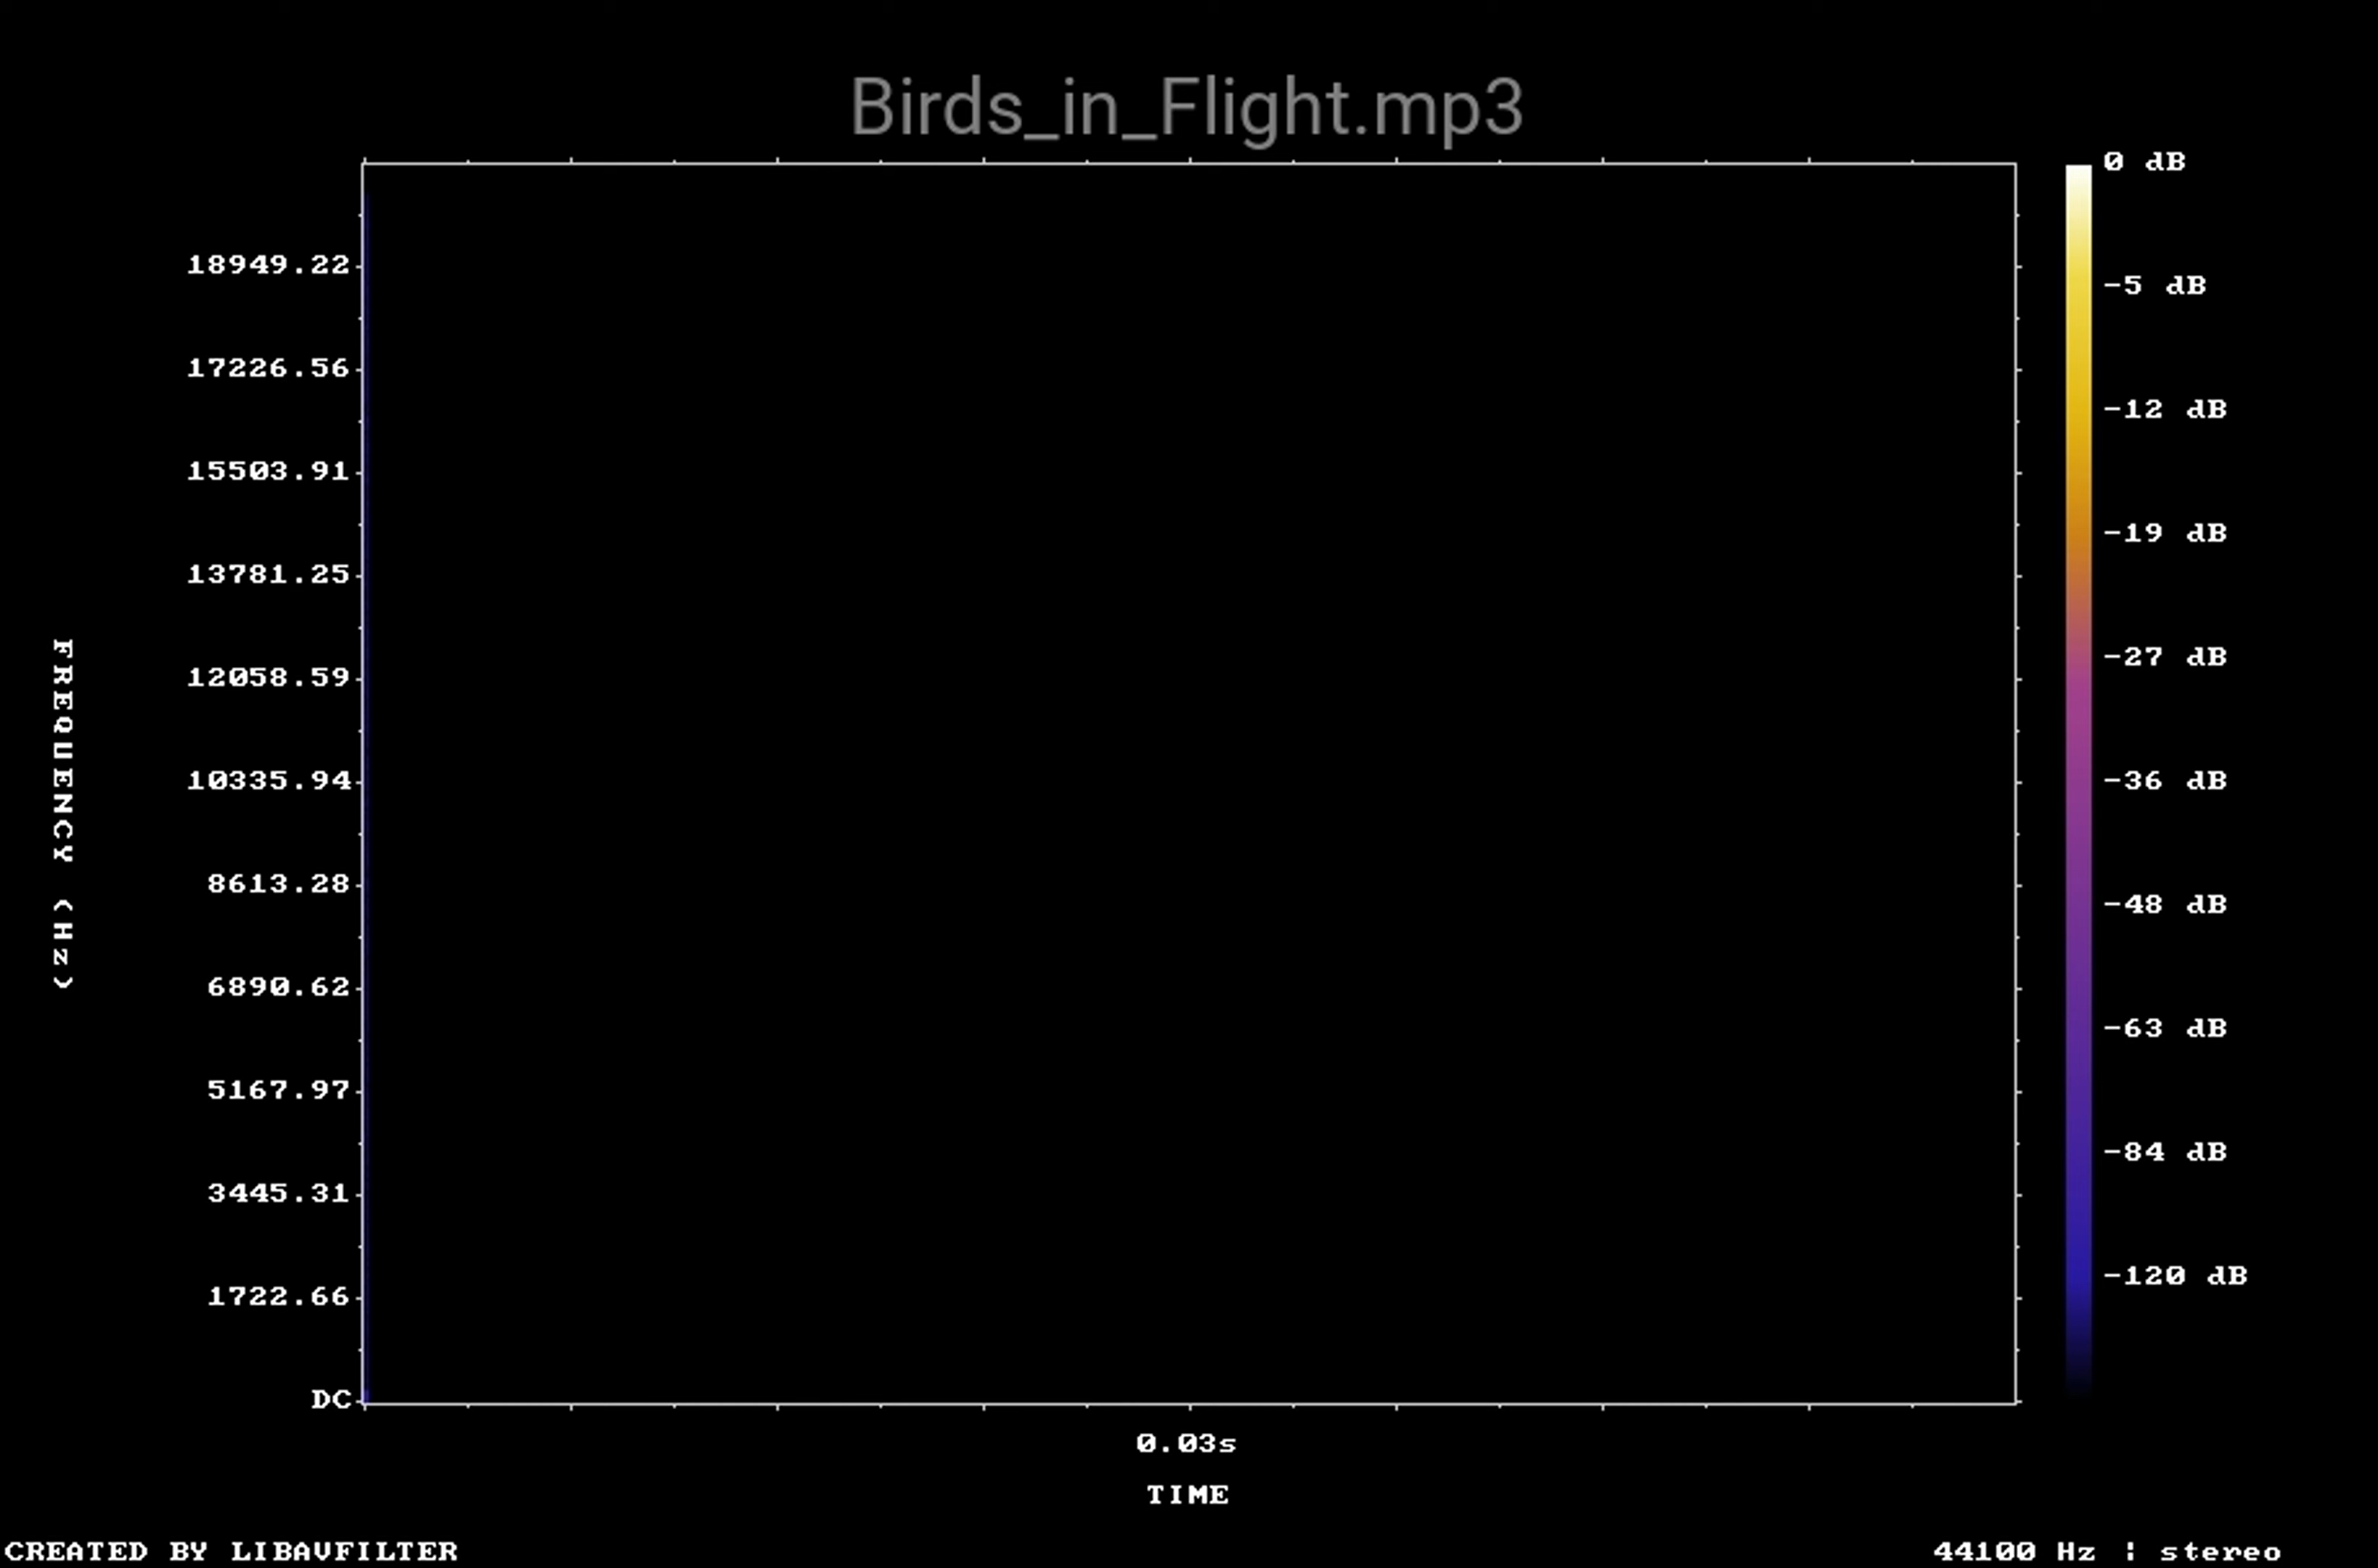 Birds_in_Flight.mp3
0 dB
18949.22
-5 dB
17226.56
-12 dB
15503.91
-19 dB
13781.25
FREQUENCY (Hz)
12058.59
-27 dB
10335.94
-36 dB
8613.28
-48 dB
6890.62
-63 dB
5167.97
-84 dB
3445.31
1722.66
-120 dB
DC
0.03s
TIME
CREATED BY LIBAVFILTER
44100 Hz | stereo